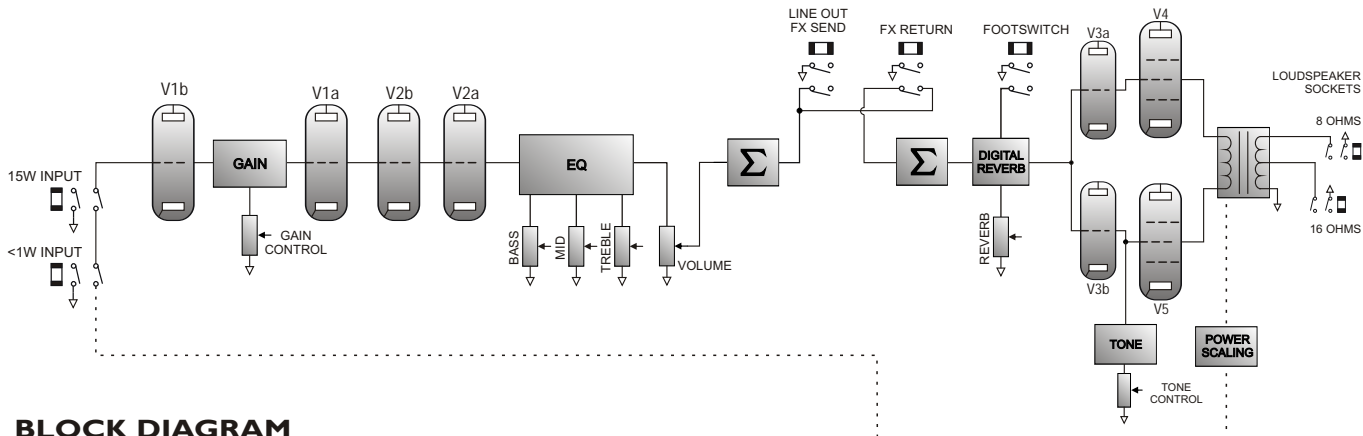 LINE OUT
FX SEND
FX RETURN
FOOTSWITCH
V3a
V4
LOUDSPEAKER
SOCKETS
8 OHMS
16 OHMS
V1b
V1a
V2b
V2a
GAIN
EQ
Σ
Σ
DIGITAL
REVERB
15W INPUT
<1W INPUT
GAIN
CONTROL
BASS
MID
TREBLE
VOLUME
REVERB
V3b
V5
TONE
POWER
SCALING
TONE
CONTROL
BLOCK DIAGRAM